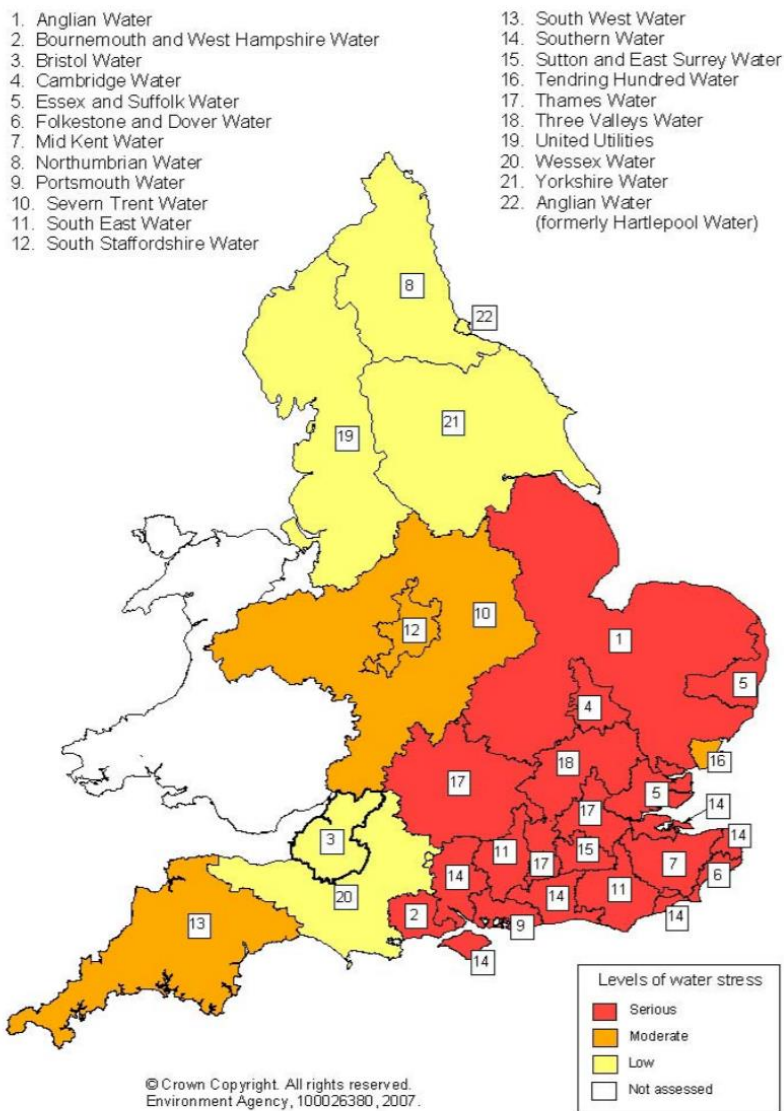 1. Anglian Water
2. Bournemouth and West Hampshire Water
3. Bristol Water
4. Cambridge Water
5. Essex and Suffolk Water
6. Folkestone and Dover Water
7. Mid Kent Water
8. Northumbrian Water
9. Portsmouth Water
10. Severn Trent Water
11. South East Water
12. South Staffordshire Water
13. South West Water
14. Southern Water
15. Sutton and East Surrey Water
16. Tendring Hundred Water
17. Thames Water
18. Three Valleys Water
19. United Utilities
20. Wessex Water
21. Yorkshire Water
22. Anglian Water
(formerly Hartlepool Water)
8
22
19
21
10
12
1
5
4
18
16
17
5
14
17
3
15
14
11
7
6
14
17
20
14
11
2
13
9
14
14
Levels of water stress
Serious
Moderate
Low
Not assessed
© Crown Copyright. All rights reserved.
Environment Agency, 100026380, 2007.